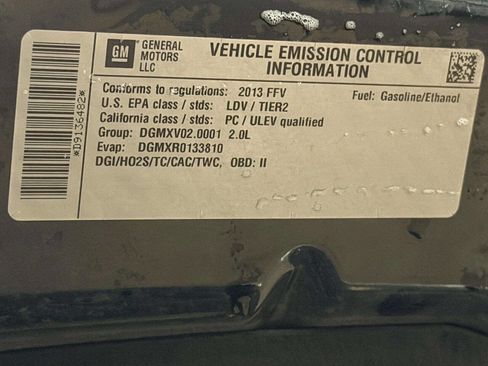 GM
GENERAL
MOTORS
LLC
VEHICLE EMISSION CONTROL
INFORMATION
Conforms to regulations: 2013 FFV
Fuel: Gasoline/Ethanol
U.S. EPA class / stds: LDV / TIER2
California class / stds: PC / ULEV qualified
Group: DGMXV02.0001 2.0L
Evap: DGMXR0133810
DGI/HO2S/TC/CAC/TWC, OBD: II
*D9136482*